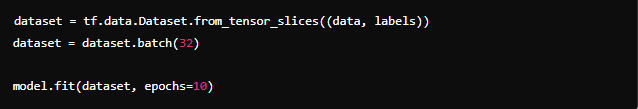 dataset = tf.data.Dataset.from_tensor_slices((data, labels))
dataset = dataset.batch(32)
model.fit(dataset, epochs=10)